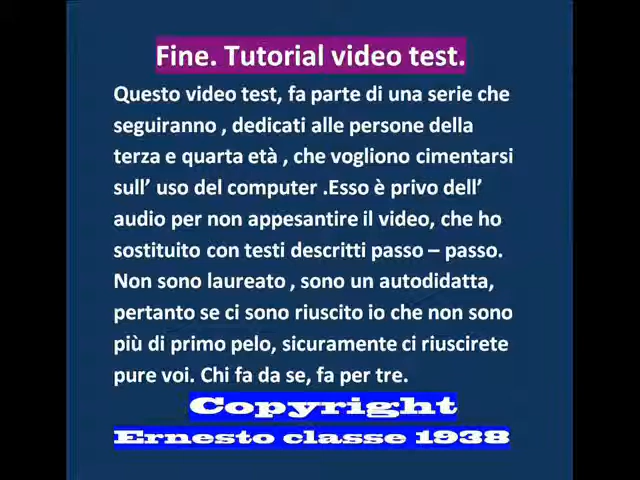 Fine. Tutorial video test.
Questo video test, fa parte di una serie che
seguiranno , dedicati alle persone della
terza e quarta età , che vogliono cimentarsi
sull’ uso del computer .Esso è privo dell’
audio per non appesantire il video, che ho
sostituito con testi descritti passo – passo.
Non sono laureato , sono un autodidatta,
pertanto se ci sono riuscito io che non sono
più di primo pelo, sicuramente ci riuscirete
pure voi. Chi fa da se, fa per tre.
Copyright
Ernesto classe 1938